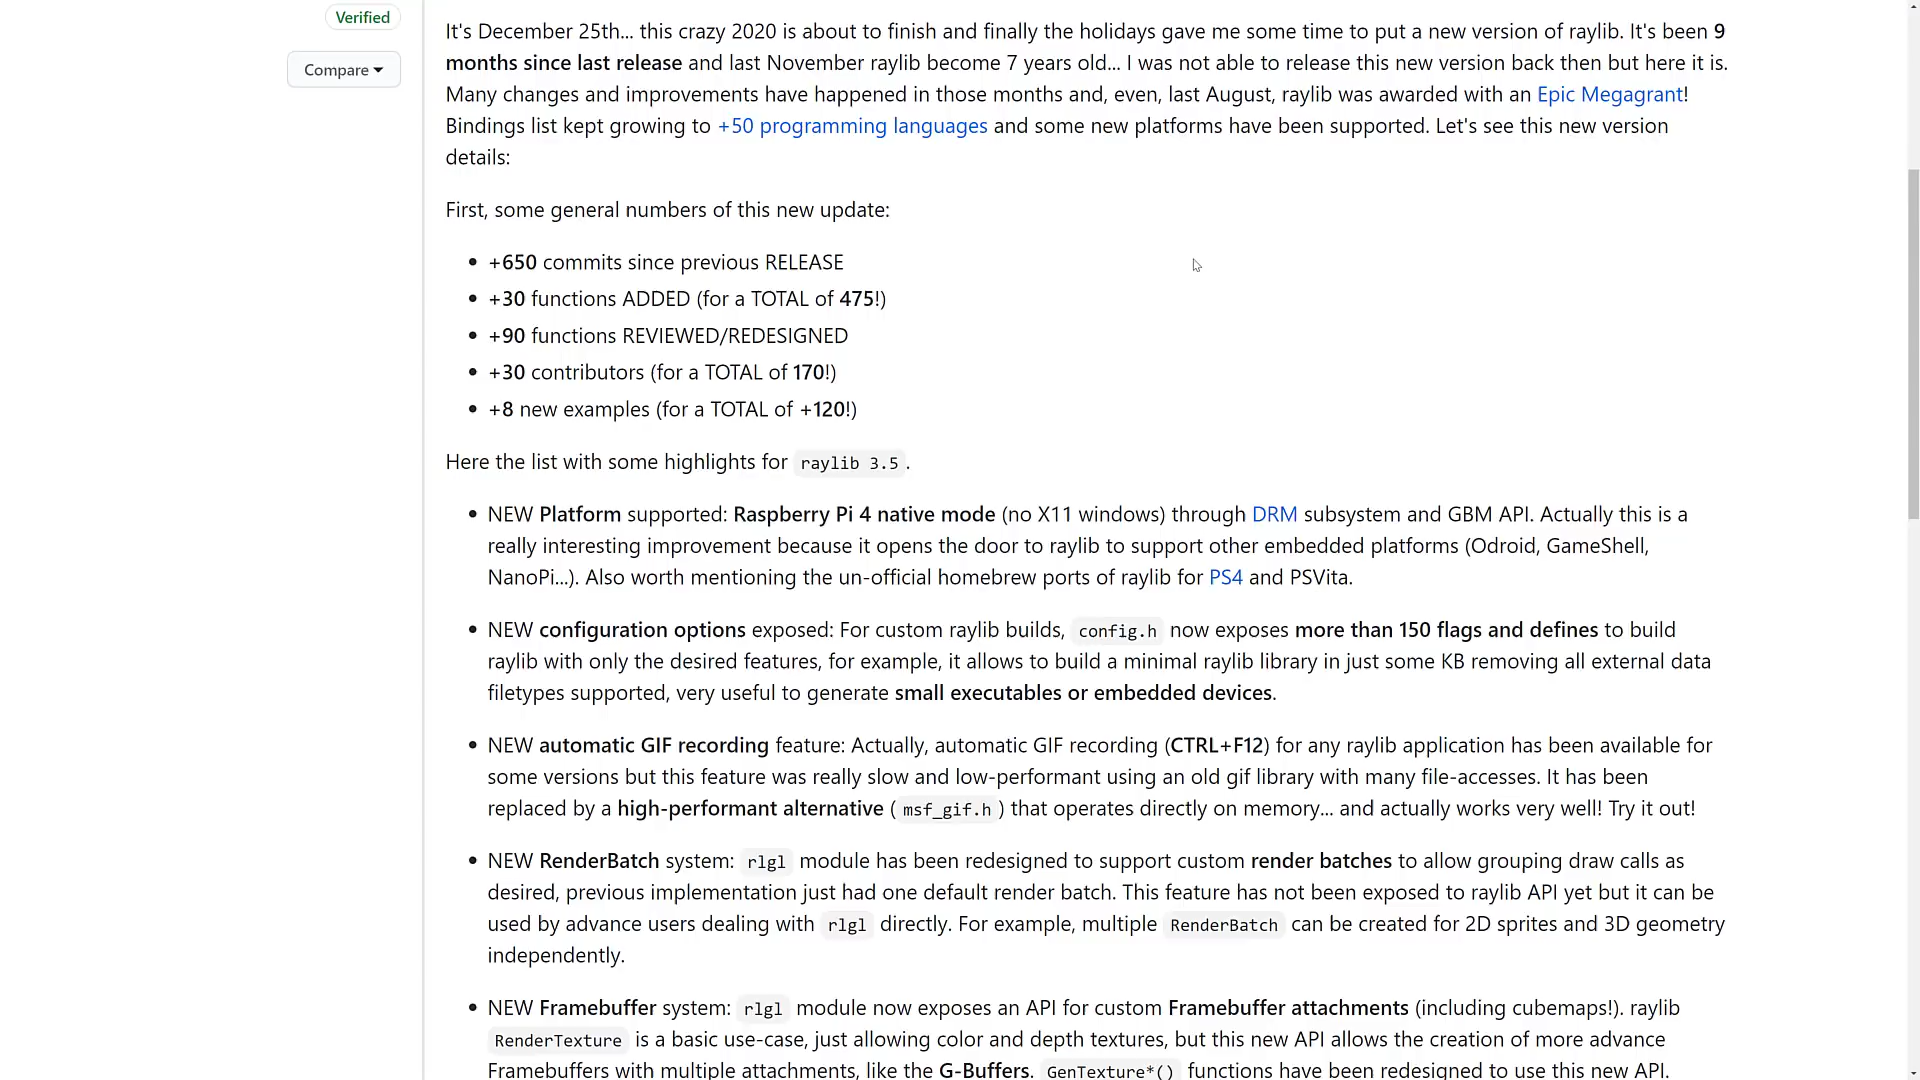 Verified
Compare
It's December 25th... this crazy 2020 is about to finish and finally the holidays gave me some time to put a new version of raylib. It's been 9
months since last release and last November raylib become 7 years old... I was not able to release this new version back then but here it is.
Many changes and improvements have happened in those months and, even, last August, raylib was awarded with an Epic Megagrant!
Bindings list kept growing to +50 programming languages and some new platforms have been supported. Let's see this new version
details:
First, some general numbers of this new update:
• +650 commits since previous RELEASE
• +30 functions ADDED (for a TOTAL of 475!)
• +90 functions REVIEWED/REDESIGNED
• +30 contributors (for a TOTAL of 170!)
• +8 new examples (for a TOTAL of +120!)
Here the list with some highlights for raylib 3.5.
• NEW Platform supported: Raspberry Pi 4 native mode (no X11 windows) through DRM subsystem and GBM API. Actually this is a
really interesting improvement because it opens the door to raylib to support other embedded platforms (Odroid, GameShell,
NanoPi...). Also worth mentioning the un-official homebrew ports of raylib for PS4 and PSVita.
• NEW configuration options exposed: For custom raylib builds, config.h now exposes more than 150 flags and defines to build
raylib with only the desired features, for example, it allows to build a minimal raylib library in just some KB removing all external data
filetypes supported, very useful to generate small executables or embedded devices.
• NEW automatic GIF recording feature: Actually, automatic GIF recording (CTRL+F12) for any raylib application has been available for
some versions but this feature was really slow and low-performant using an old gif library with many file-accesses. It has been
replaced by a high-performant alternative (msf_gif.h) that operates directly on memory... and actually works very well! Try it out!
• NEW RenderBatch system: rlgl module has been redesigned to support custom render batches to allow grouping draw calls as
desired, previous implementation just had one default render batch. This feature has not been exposed to raylib API yet but it can be
used by advance users dealing with rlgl directly. For example, multiple RenderBatch can be created for 2D sprites and 3D geometry
independently.
• NEW Framebuffer system: rlgl module now exposes an API for custom Framebuffer attachments (including cubemaps!). raylib
RenderTexture is a basic use-case, just allowing color and depth textures, but this new API allows the creation of more advance
Framebuffers with multiple attachments, like the G-Buffers. GenTexture*() functions have been redesigned to use this new API.